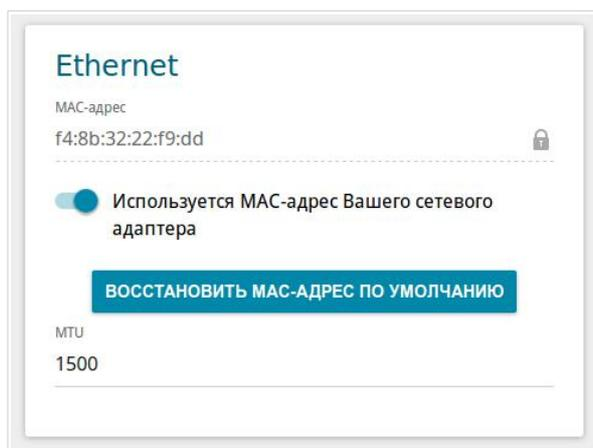 Ethernet
MAC-адрес
f4:8b:32:22:f9:dd
Используется MAC-адрес Вашего сетевого
адаптера
ВОССТАНОВИТЬ MAC-АДРЕС ПО УМОЛЧАНИЮ
MTU
1500